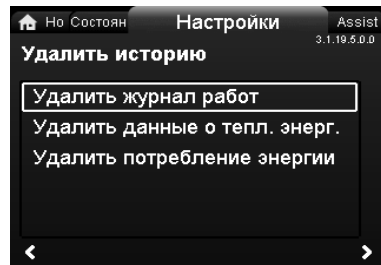 Но Состоян Настройки Assist
3.1.19.5.0.0
Удалить историю
Удалить журнал работ
Удалить данные о тепл. энерг.
Удалить потребление энергии